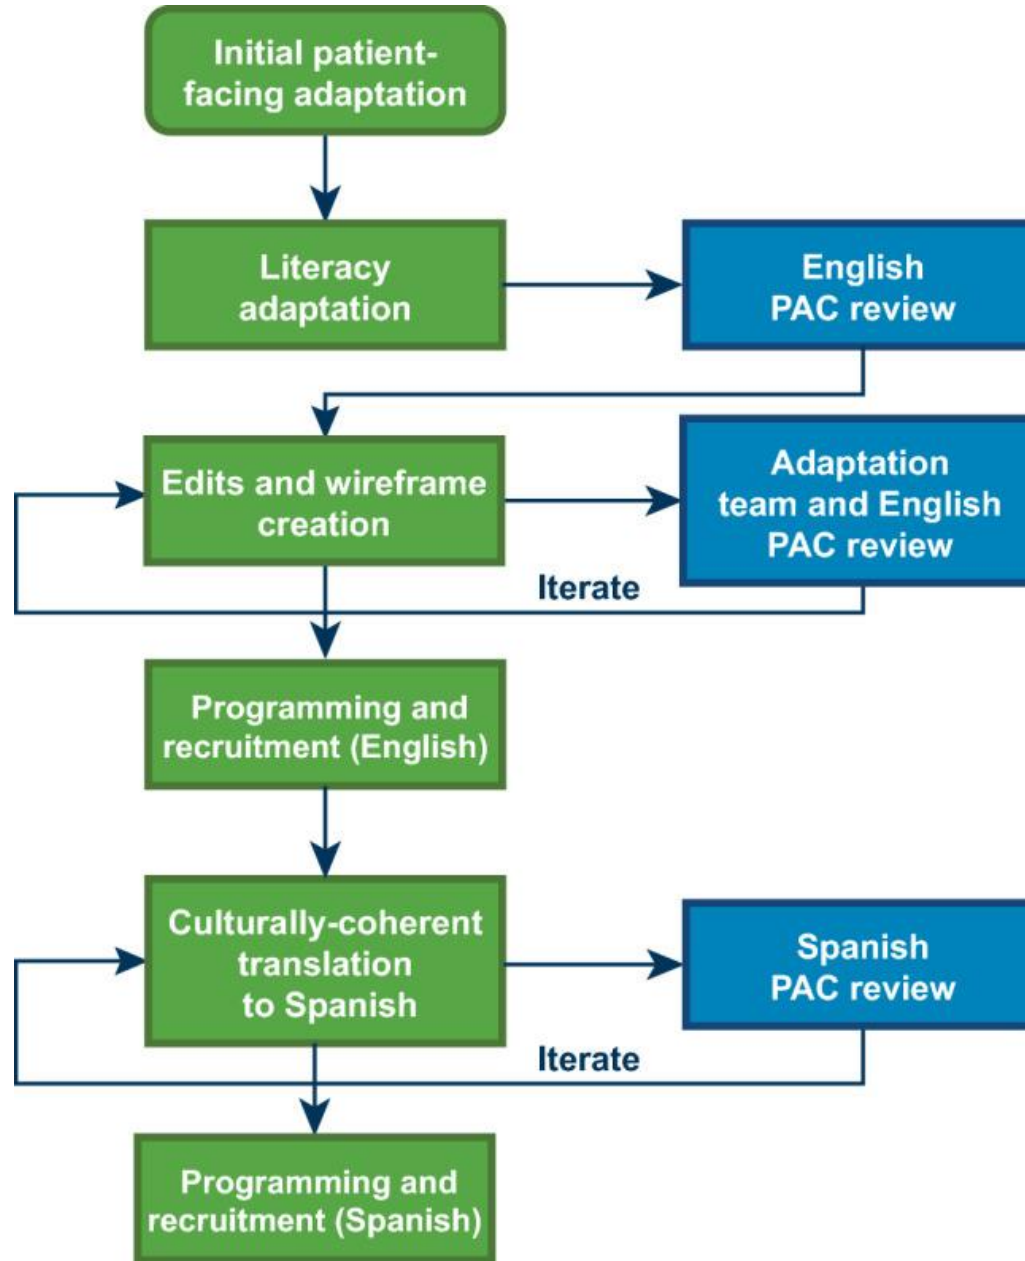 Initial patient-
facing adaptation
Literacy
adaptation
English
PAC review
Edits and wireframe
creation
Adaptation
team and English
PAC review
Iterate
Programming and
recruitment (English)
Culturally-coherent
translation
to Spanish
Spanish
PAC review
Iterate
Programming and
recruitment (Spanish)